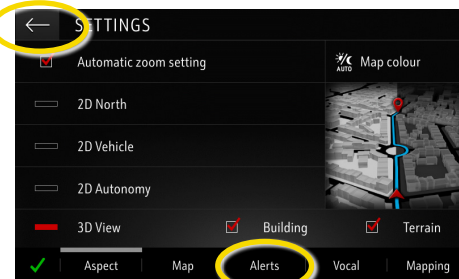 SETTINGS
Automatic zoom setting
AUTO Map colour
2D North
2D Vehicle
2D Autonomy
3D View Building Terrain
Aspect Map Alerts Vocal Mapping